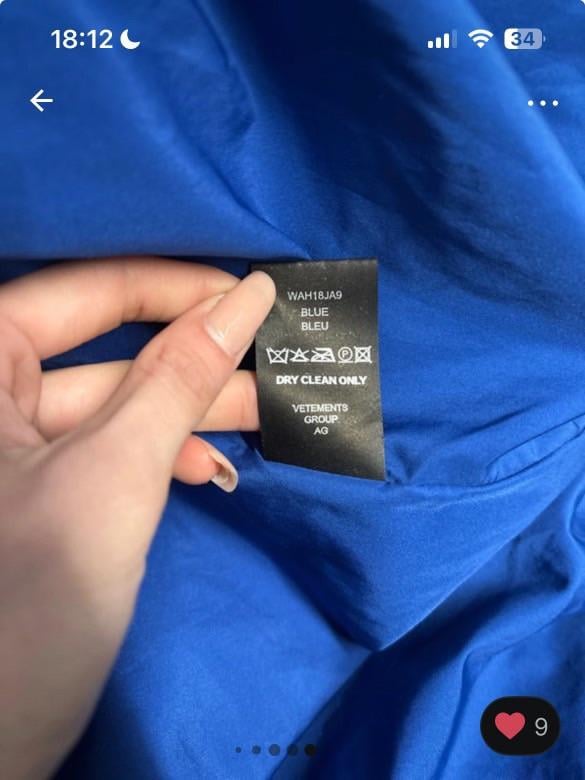 18:12
34
WAH18JA9
BLUE
BLEU
P
DRY CLEAN ONLY
VETEMENTS
GROUP
AG
9